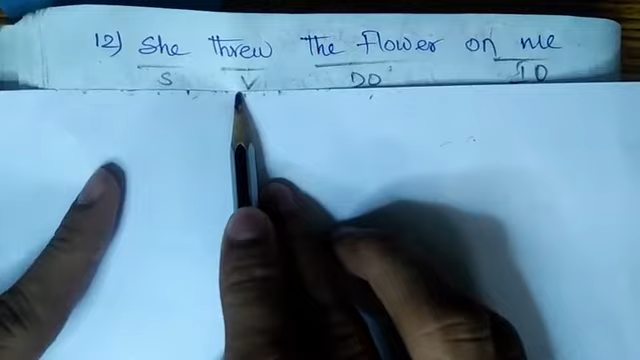 12) She threw the flower on me
S V DO IO